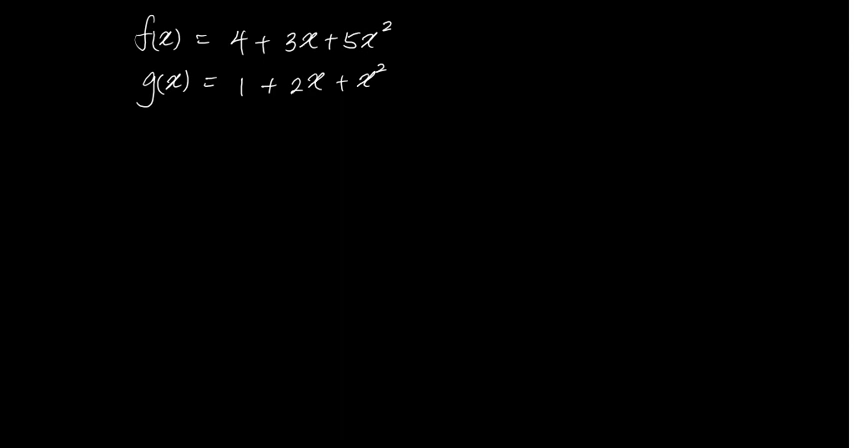 f(x) = 4 + 3x + 5x²
g(x) = 1 + 2x + x²